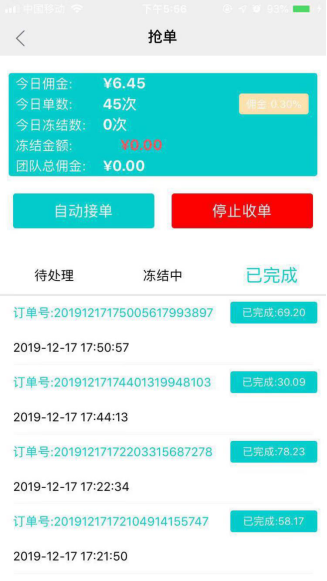 中国移动
下午5:58
93%
抢单
今日佣金: ¥6.45
今日单数: 45次
佣金 0.30%
今日冻结数: 0次
冻结金额: ¥0.00
团队总佣金: ¥0.00
自动接单
停止收单
待处理
冻结中
已完成
订单号:20191217175005617993897
已完成:69.20
2019-12-17 17:50:57
订单号:20191217174401319948103
已完成:30.09
2019-12-17 17:44:13
订单号:20191217172203315687278
已完成:78.23
2019-12-17 17:22:34
订单号:20191217172104914155747
已完成:58.17
2019-12-17 17:21:50